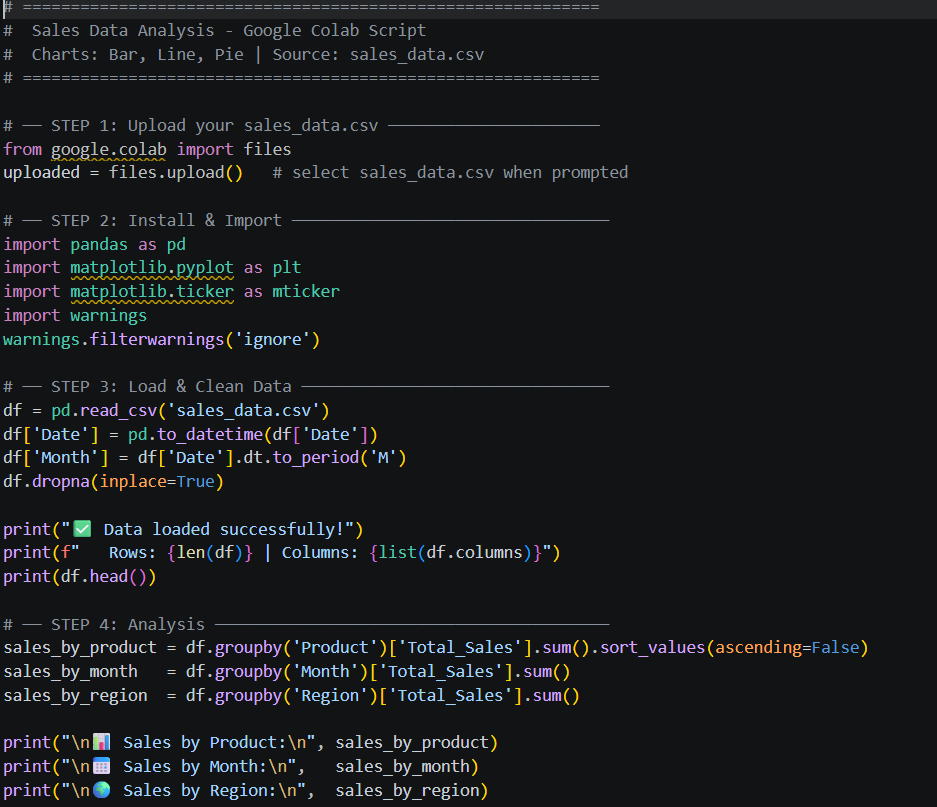 # ============================================================
#  Sales Data Analysis - Google Colab Script
#  Charts: Bar, Line, Pie | Source: sales_data.csv
# ============================================================
# ── STEP 1: Upload your sales_data.csv ──────────────────────
from google.colab import files
uploaded = files.upload()   # select sales_data.csv when prompted
# ── STEP 2: Install & Import ─────────────────────────────────
import pandas as pd
import matplotlib.pyplot as plt
import matplotlib.ticker as mticker
import warnings
warnings.filterwarnings('ignore')
# ── STEP 3: Load & Clean Data ────────────────────────────────
df = pd.read_csv('sales_data.csv')
df['Date'] = pd.to_datetime(df['Date'])
df['Month'] = df['Date'].dt.to_period('M')
df.dropna(inplace=True)
print("✅ Data loaded successfully!")
print(f"   Rows: {len(df)} | Columns: {list(df.columns)}")
print(df.head())
# ── STEP 4: Analysis ─────────────────────────────────────────
sales_by_product = df.groupby('Product')['Total_Sales'].sum().sort_values(ascending=False)
sales_by_month   = df.groupby('Month')['Total_Sales'].sum()
sales_by_region  = df.groupby('Region')['Total_Sales'].sum()
print("\n📊 Sales by Product:\n", sales_by_product)
print("\n📅 Sales by Month:\n",   sales_by_month)
print("\n🌍 Sales by Region:\n",  sales_by_region)